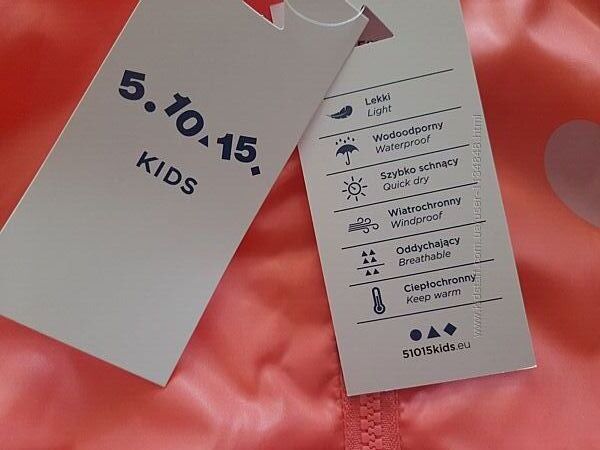 5.10.15.
KIDS
Lekki
Light
Wodoodporny
Waterproof
Szybko schnący
Quick dry
Wiatrochronny
Windproof
Oddychający
Breathable
Ciepłochronny
Keep warm
51015kids.eu